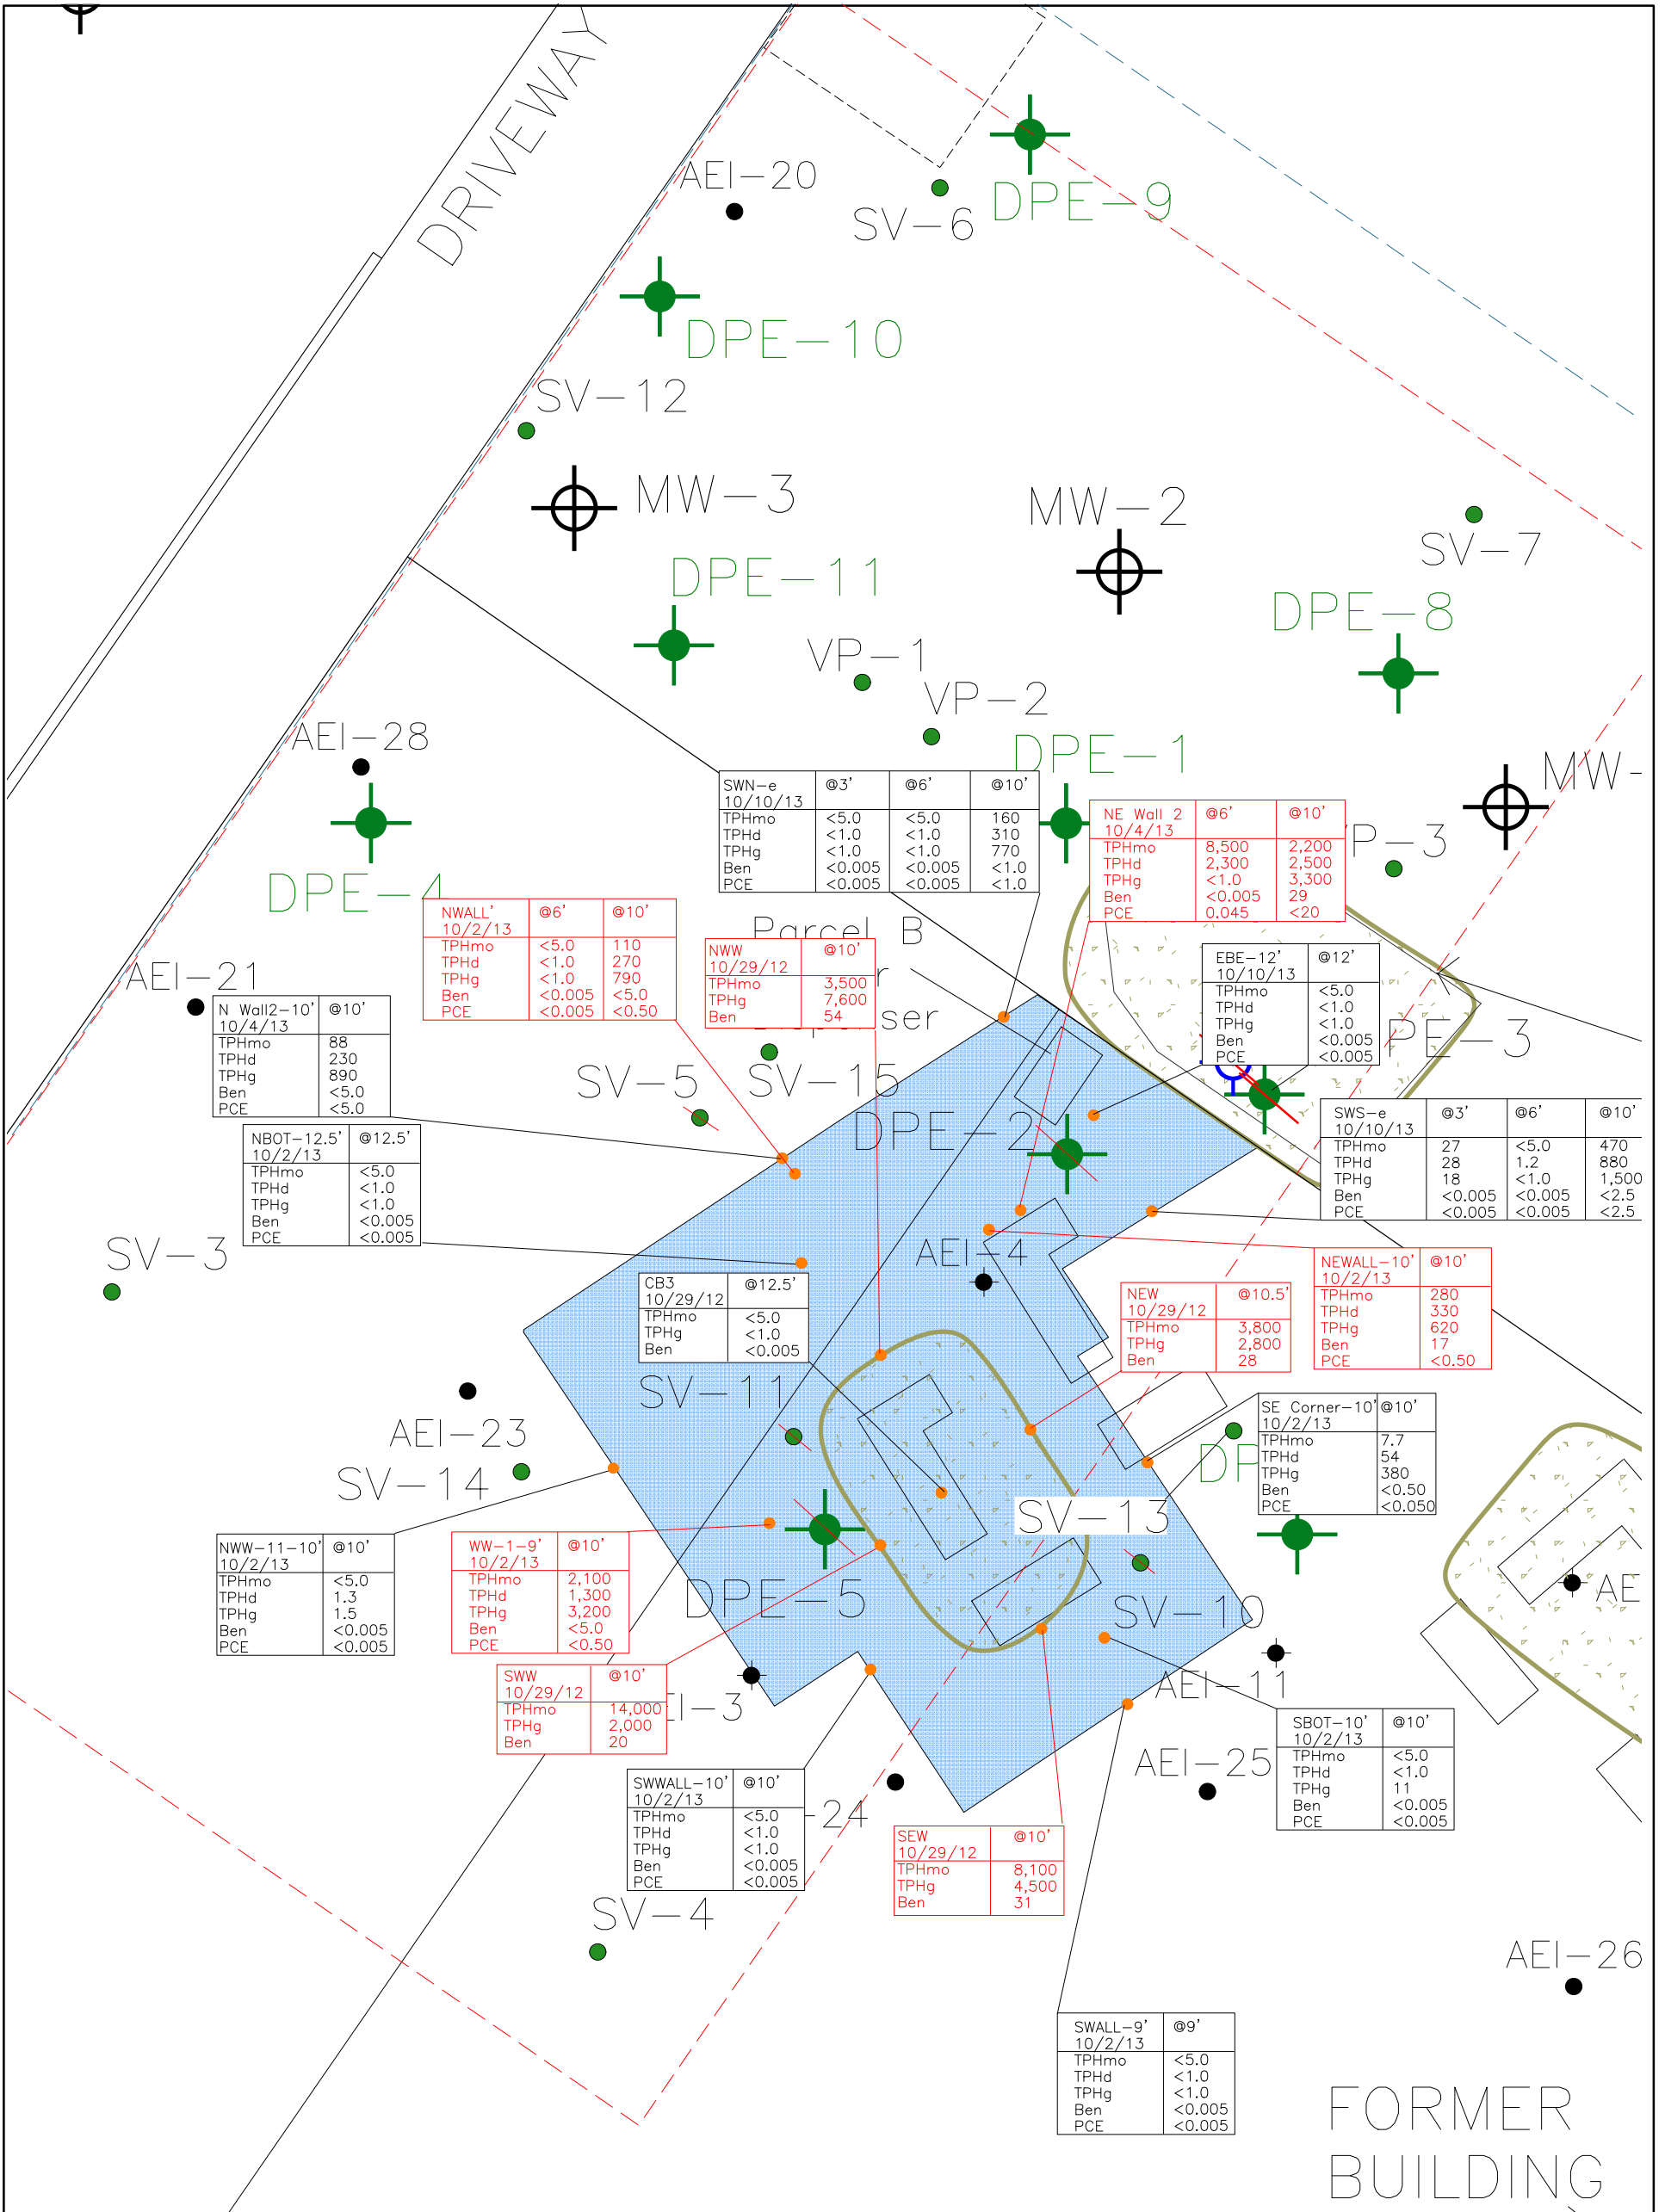 DRIVEWAY
AEI-20
SV-6
DPE-9
DPE-10
SV-12
MW-3
MW-2
SV-7
DPE-11
DPE-8
VP-1
VP-2
AEI-28
DPE-1
MW-
DPE-4
P-3
SWN-e @3' @6' @10'
10/10/13
TPHmo <5.0 <5.0 160
TPHd <1.0 <1.0 310
TPHg <1.0 <1.0 770
Ben <0.005 <0.005 <1.0
PCE <0.005 <0.005 <1.0
NE Wall 2 @6' @10'
10/4/13
TPHmo 8,500 2,200
TPHd 2,300 2,500
TPHg <1.0 3,300
Ben <0.005 29
PCE 0.045 <20
NWALL' @6' @10'
10/2/13
TPHmo <5.0 110
TPHd <1.0 270
TPHg <1.0 790
Ben <0.005 <5.0
PCE <0.005 <0.50
Parcel B
NWW @10'
10/29/12
TPHmo 3,500
TPHg 7,600
Ben 54
r
ser
EBE-12' @12'
10/10/13
TPHmo <5.0
TPHd <1.0
TPHg <1.0
Ben <0.005
PCE <0.005
PE-3
AEI-21
N Wall2-10' @10'
10/4/13
TPHmo 88
TPHd 230
TPHg 890
Ben <5.0
PCE <5.0
SV-5
SV-15
DPE-2
SWS-e @3' @6' @10'
10/10/13
TPHmo 27 <5.0 470
TPHd 28 1.2 880
TPHg 18 <1.0 1,500
Ben <0.005 <0.005 <2.5
PCE <0.005 <0.005 <2.5
NBOT-12.5' @12.5'
10/2/13
TPHmo <5.0
TPHd <1.0
TPHg <1.0
Ben <0.005
PCE <0.005
SV-3
AEI-4
CB3 @12.5'
10/29/12
TPHmo <5.0
TPHg <1.0
Ben <0.005
NEW @10.5'
10/29/12
TPHmo 3,800
TPHg 2,800
Ben 28
NEWALL-10' @10'
10/2/13
TPHmo 280
TPHd 330
TPHg 620
Ben 17
PCE <0.50
SV-11
AEI-23
SV-14
SE Corner-10' @10'
10/2/13
TPHmo 7.7
TPHd 54
TPHg 380
Ben <0.50
PCE <0.050
DP
SV-13
NWW-11-10' @10'
10/2/13
TPHmo <5.0
TPHd 1.3
TPHg 1.5
Ben <0.005
PCE <0.005
WW-1-9' @10'
10/2/13
TPHmo 2,100
TPHd 1,300
TPHg 3,200
Ben <5.0
PCE <0.50
DPE-5
SV-10
AE
SWW @10'
10/29/12
TPHmo 14,000
TPHg 2,000
Ben 20
EI-3
AEI-11
SBOT-10' @10'
10/2/13
TPHmo <5.0
TPHd <1.0
TPHg 11
Ben <0.005
PCE <0.005
AEI-25
SWWALL-10' @10'
10/2/13
TPHmo <5.0
TPHd <1.0
TPHg <1.0
Ben <0.005
PCE <0.005
-24
SEW @10'
10/29/12
TPHmo 8,100
TPHg 4,500
Ben 31
SV-4
AEI-26
SWALL-9' @9'
10/2/13
TPHmo <5.0
TPHd <1.0
TPHg <1.0
Ben <0.005
PCE <0.005
FORMER
BUILDING